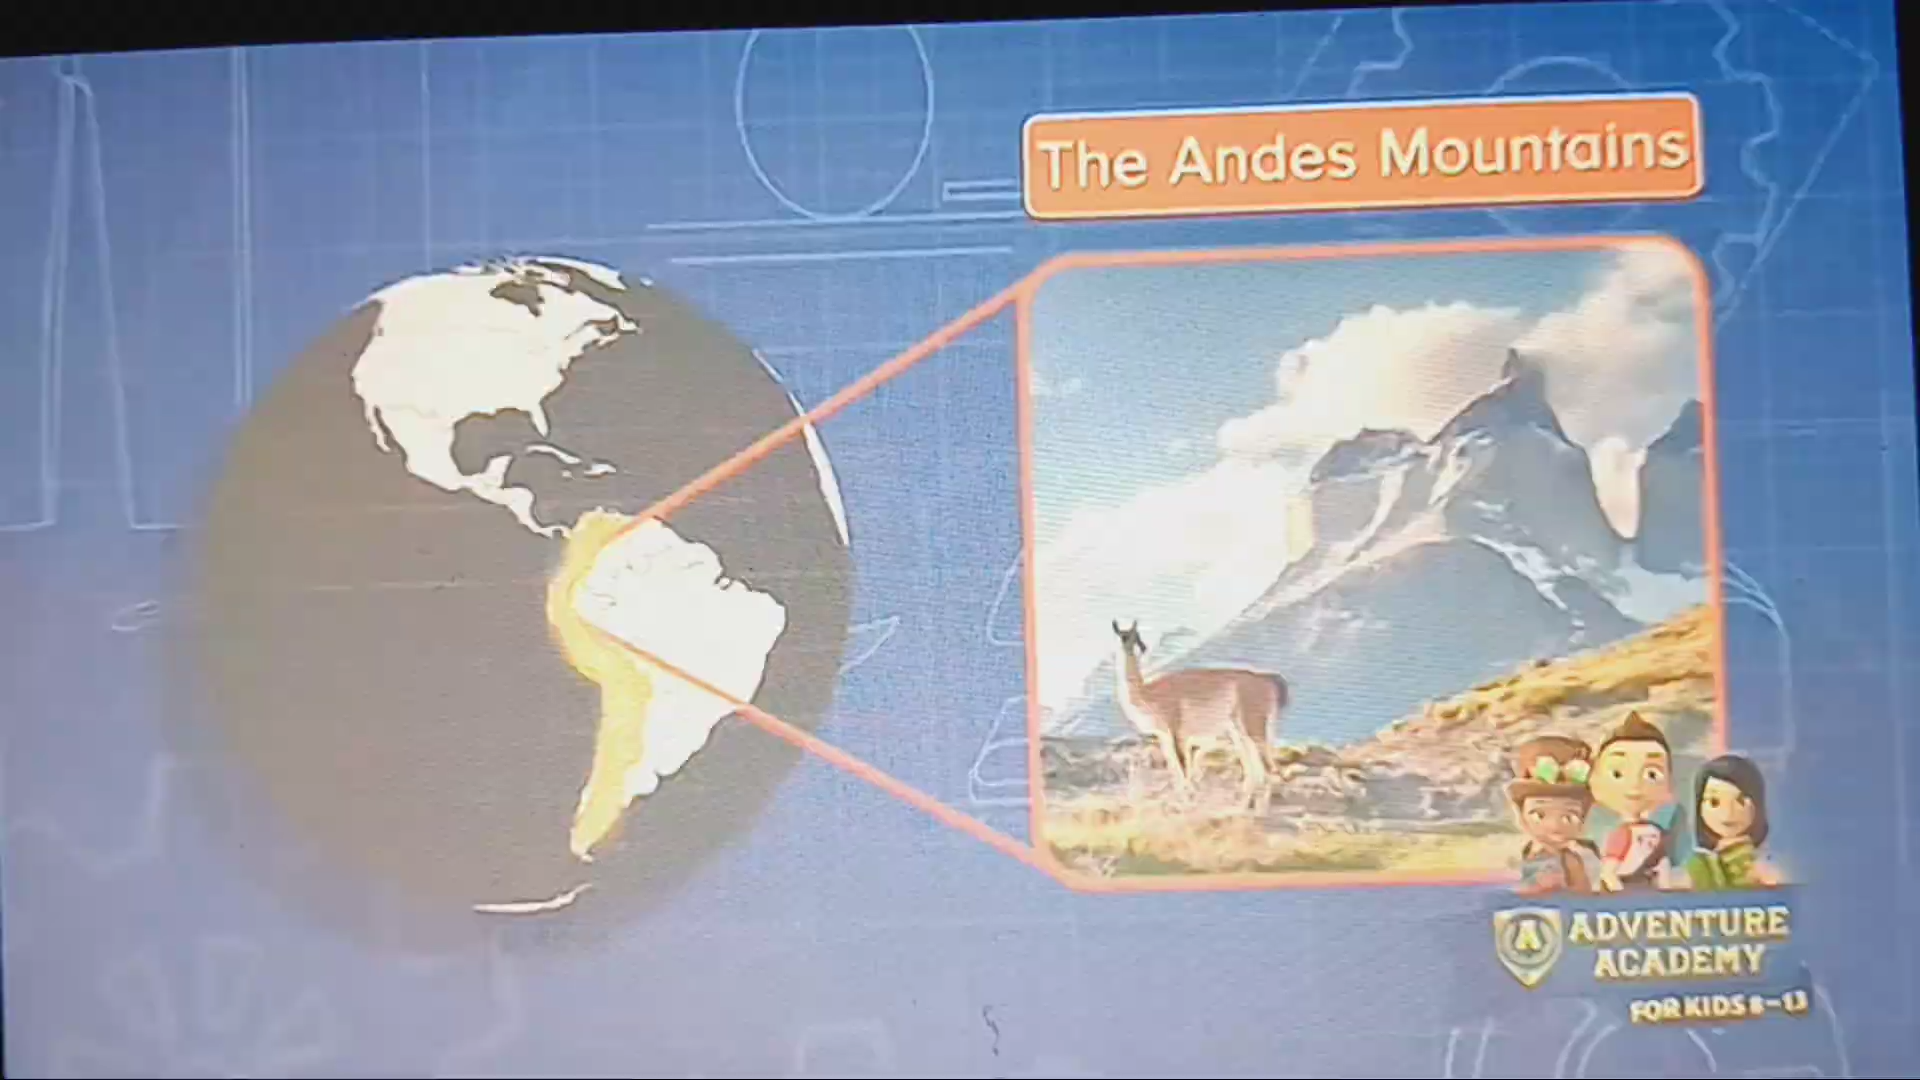 The Andes Mountains
A
ADVENTURE
ACADEMY
FOR KIDS 8-13